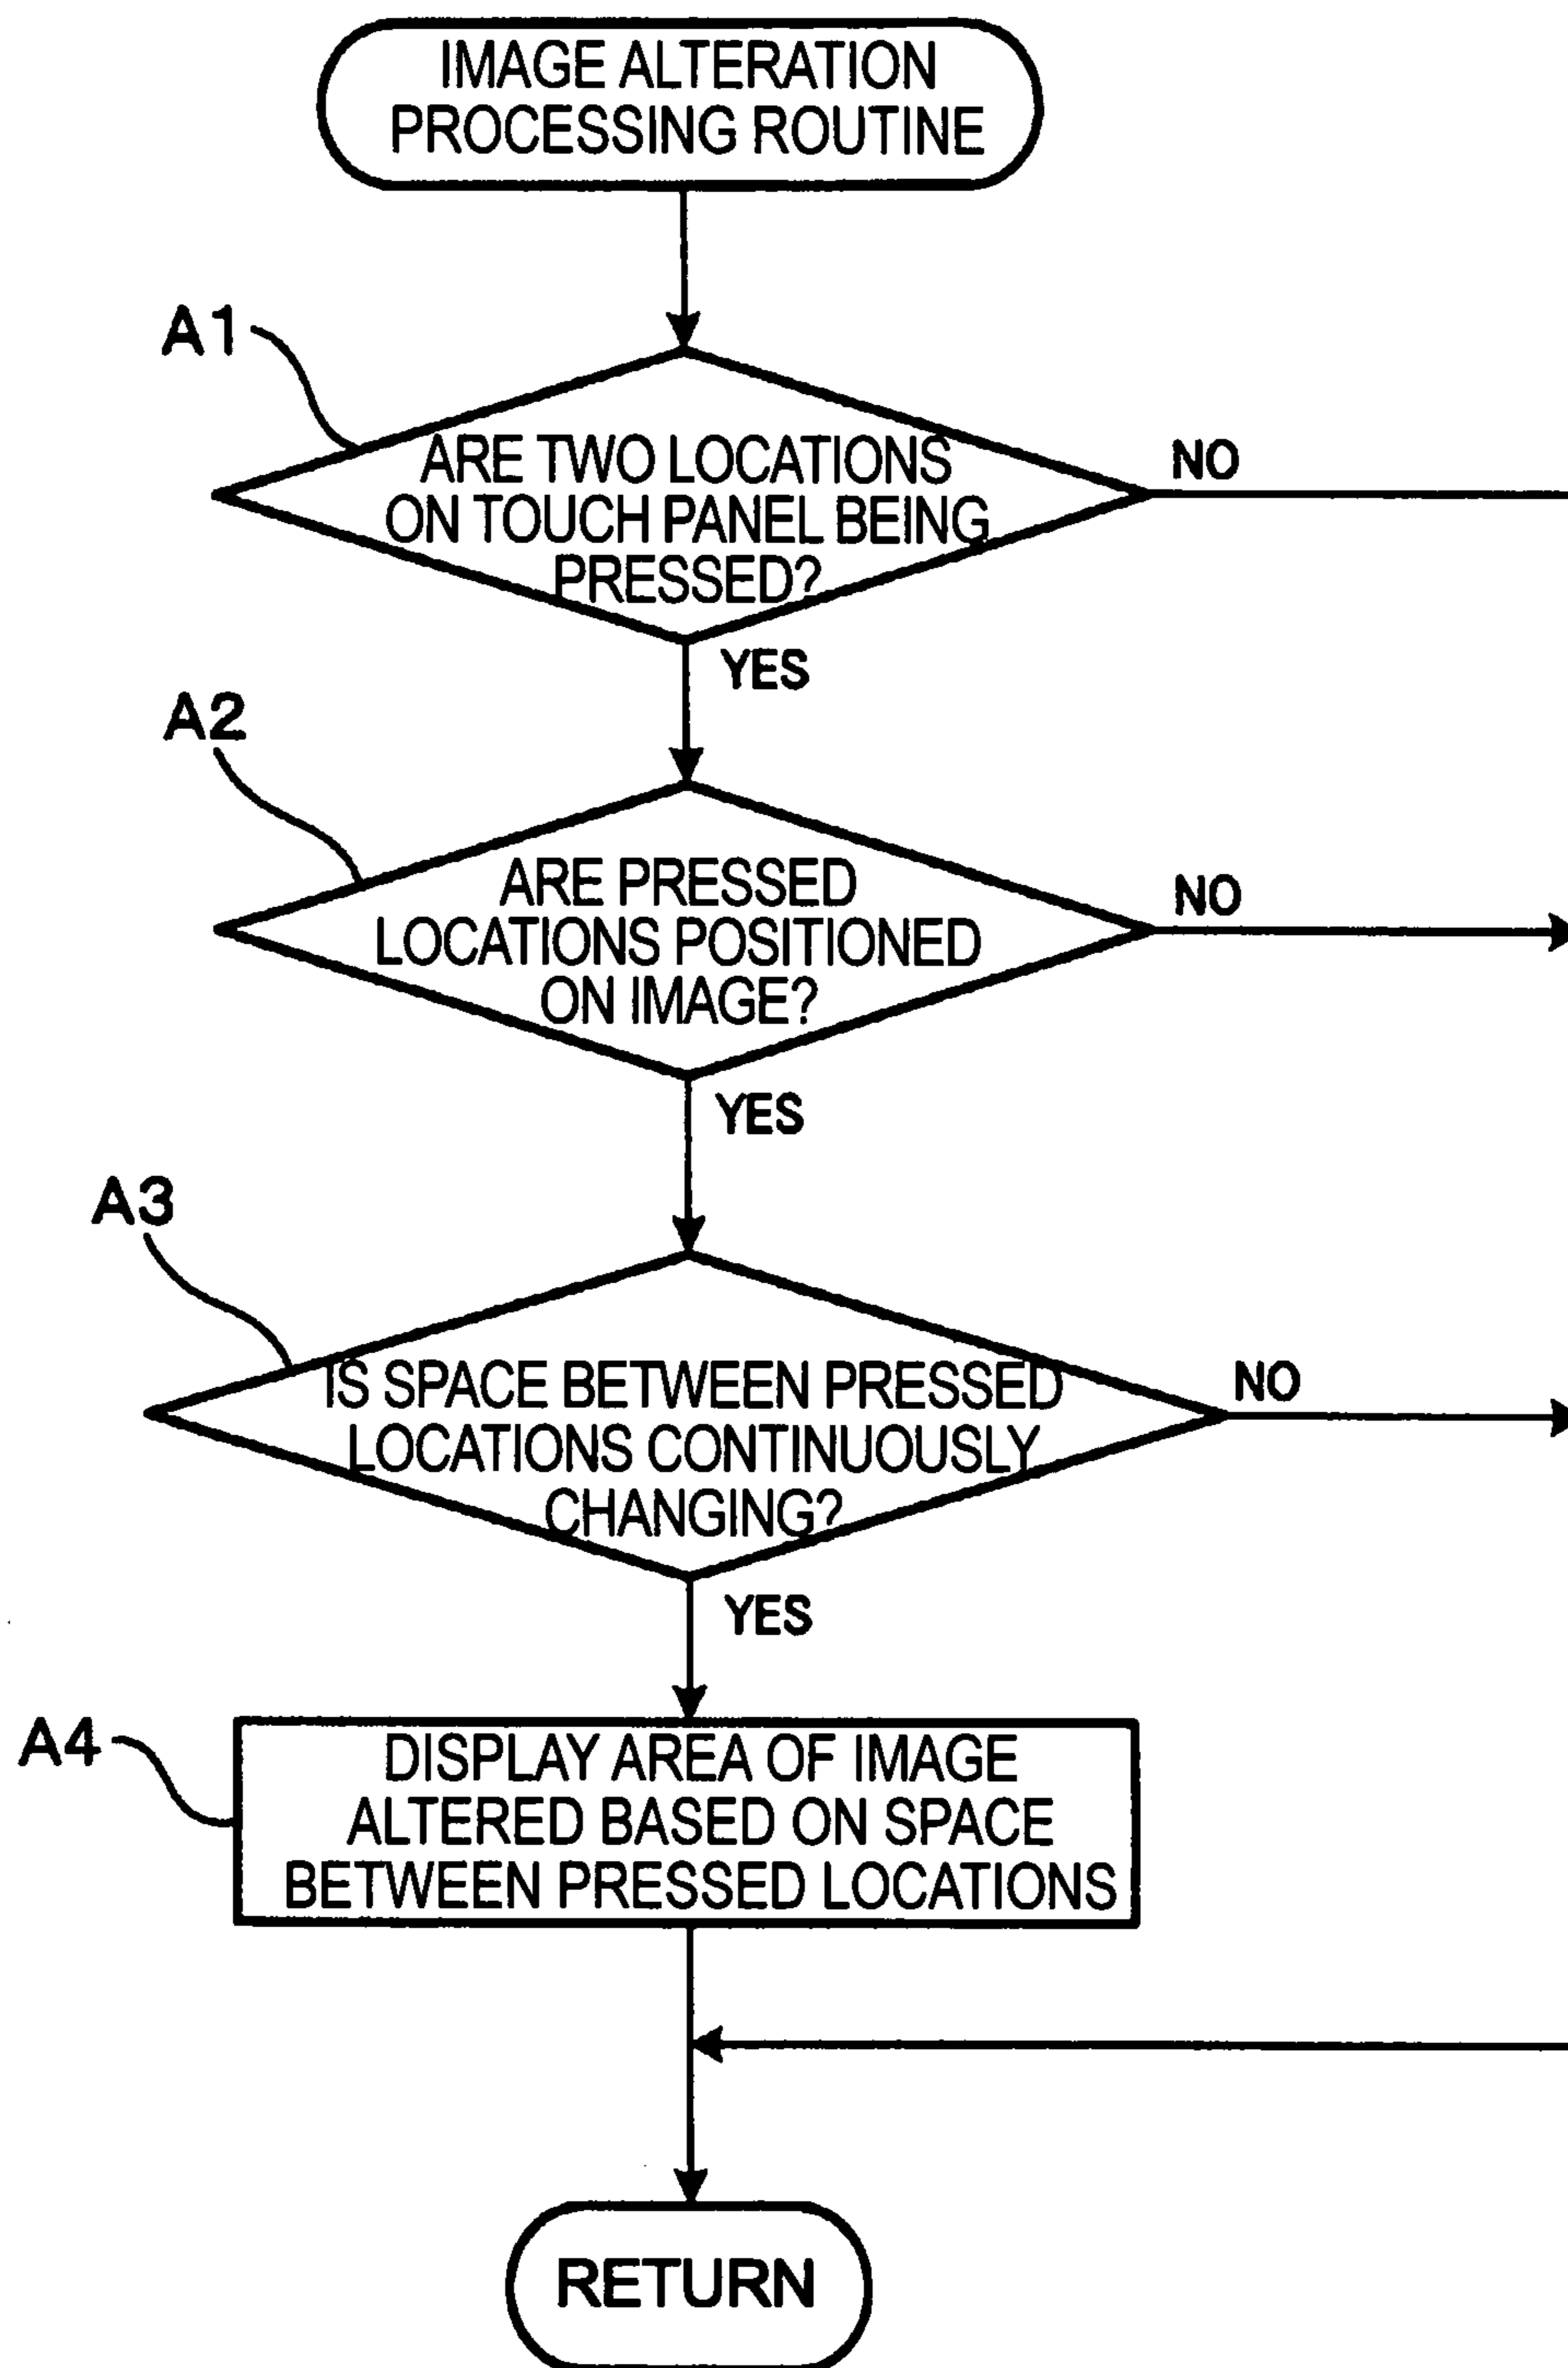 IMAGE ALTERATION
PROCESSING ROUTINE
A1
ARE TWO LOCATIONS
ON TOUCH PANEL BEING
PRESSED?
NO
YES
A2
ARE PRESSED
LOCATIONS POSITIONED
ON IMAGE?
NO
YES
A3
IS SPACE BETWEEN PRESSED
LOCATIONS CONTINUOUSLY
CHANGING?
NO
YES
A4
DISPLAY AREA OF IMAGE
ALTERED BASED ON SPACE
BETWEEN PRESSED LOCATIONS
RETURN